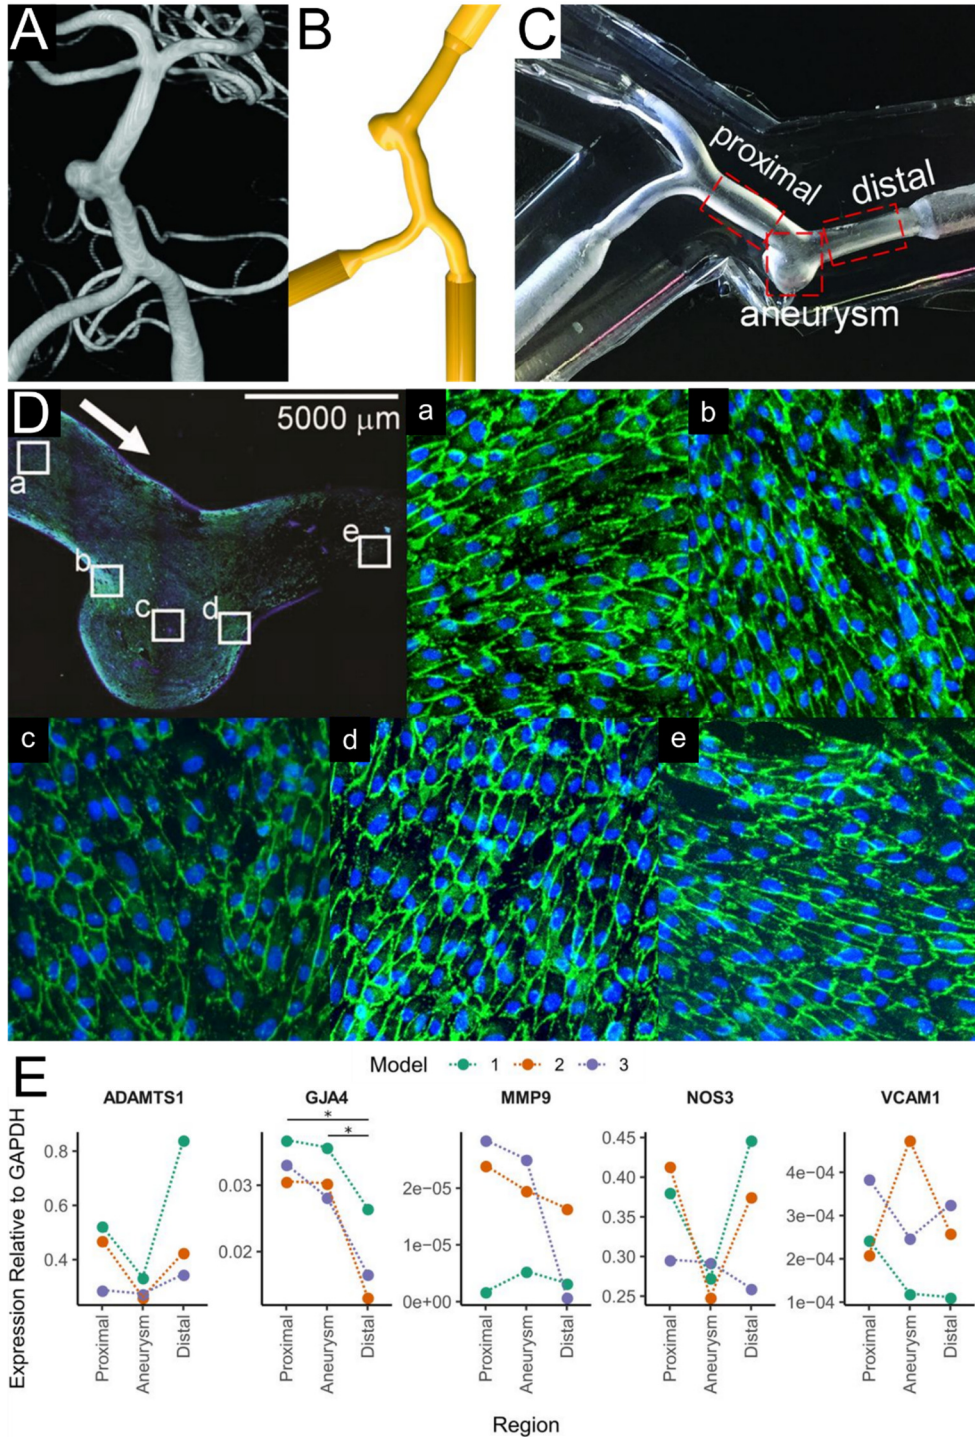 A
B
C
proximal
distal
aneurysm
D
5000 μm
a
b
c
d
e
a
b
c
d
e
E
Model 1 2 3
ADAMTS1 GJA4 MMP9 NOS3 VCAM1
Expression Relative to GAPDH
0.8
0.6
0.4
Proximal
Aneurysm
Distal
* 
*
0.03
0.02
Proximal
Aneurysm
Distal
2e-05
1e-05
0e+00
Proximal
Aneurysm
Distal
0.45
0.40
0.35
0.30
0.25
Proximal
Aneurysm
Distal
4e-04
3e-04
2e-04
1e-04
Proximal
Aneurysm
Distal
Region